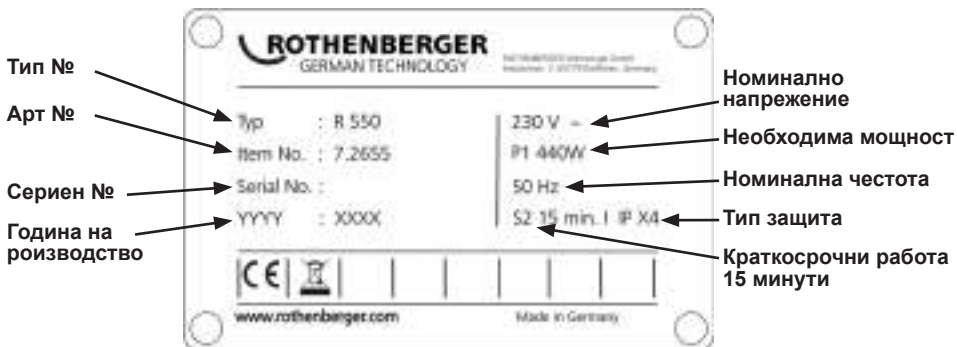 ROTHENBERGER
GERMAN TECHNOLOGY
Тип №
Арт №
Сериен №
Година на
роизводство
Typ : R 550
Item No. : 7.2655
Serial No. :
YYYY : XXXX
230 V ~
P1 440W
50 Hz
S2 15 min. I IP X4
Номинално
напрежение
Необходима мощност
Номинална честота
Тип защита
Краткосрочни работа
15 минути
CE
www.rothenberger.com
Made in Germany